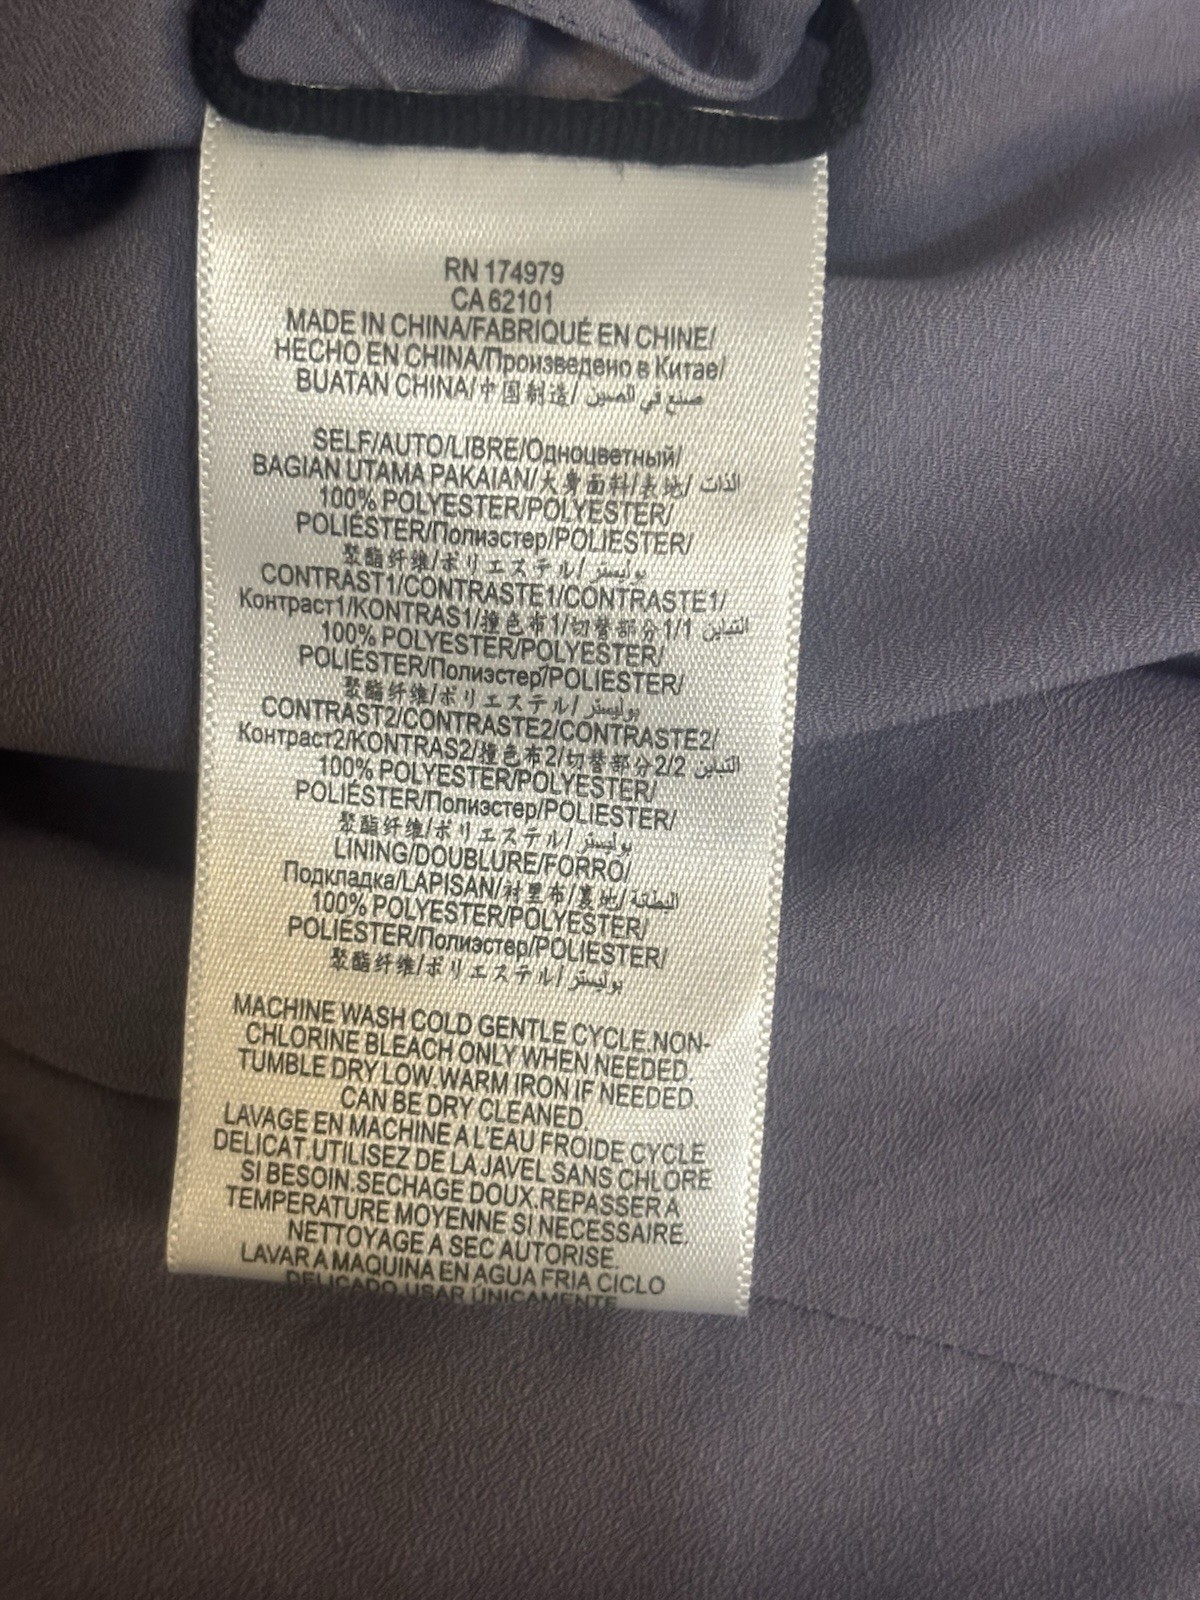 RN 174979
CA 62101
MADE IN CHINA/FABRIQUÉ EN CHINE/
HECHO EN CHINA/Произведено в Китае/
BUATAN CHINA/中国制造/ صنع في الصين
SELF/AUTO/LIBRE/Одноцветный/
BAGIAN UTAMA PAKAIAN/大身面料/表地/ الذات
100% POLYESTER/POLYESTER/
POLIÉSTER/Полиэстер/POLIESTER/
聚酯纤维/ポリエステル/ بوليستر
CONTRAST1/CONTRASTE1/CONTRASTE1/
Контраст1/KONTRAS1/撞色布1/切替部分1/1 التباين
100% POLYESTER/POLYESTER/
POLIÉSTER/Полиэстер/POLIESTER/
聚酯纤维/ポリエステル/ بوليستر
CONTRAST2/CONTRASTE2/CONTRASTE2/
Контраст2/KONTRAS2/撞色布2/切替部分2/2 التباين
100% POLYESTER/POLYESTER/
POLIÉSTER/Полиэстер/POLIESTER/
聚酯纤维/ポリエステル/ بوليستر
LINING/DOUBLURE/FORRO/
Подкладка/LAPISAN/衬里布/裏地/ البطانة
100% POLYESTER/POLYESTER/
POLIÉSTER/Полиэстер/POLIESTER/
聚酯纤维/ポリエステル/ بوليستر
MACHINE WASH COLD GENTLE CYCLE.NON-
CHLORINE BLEACH ONLY WHEN NEEDED.
TUMBLE DRY LOW.WARM IRON IF NEEDED
CAN BE DRY CLEANED.
LAVAGE EN MACHINE A L'EAU FROIDE CYCLE
DELICAT.UTILISEZ DE LA JAVEL SANS CHLORE
SI BESOIN.SECHAGE DOUX.REPASSER A
TEMPERATURE MOYENNE SI NECESSAIRE.
NETTOYAGE A SEC AUTORISE.
LAVAR A MAQUINA EN AGUA FRIA CICLO
DELICADO.USAR ÚNICAMENTE